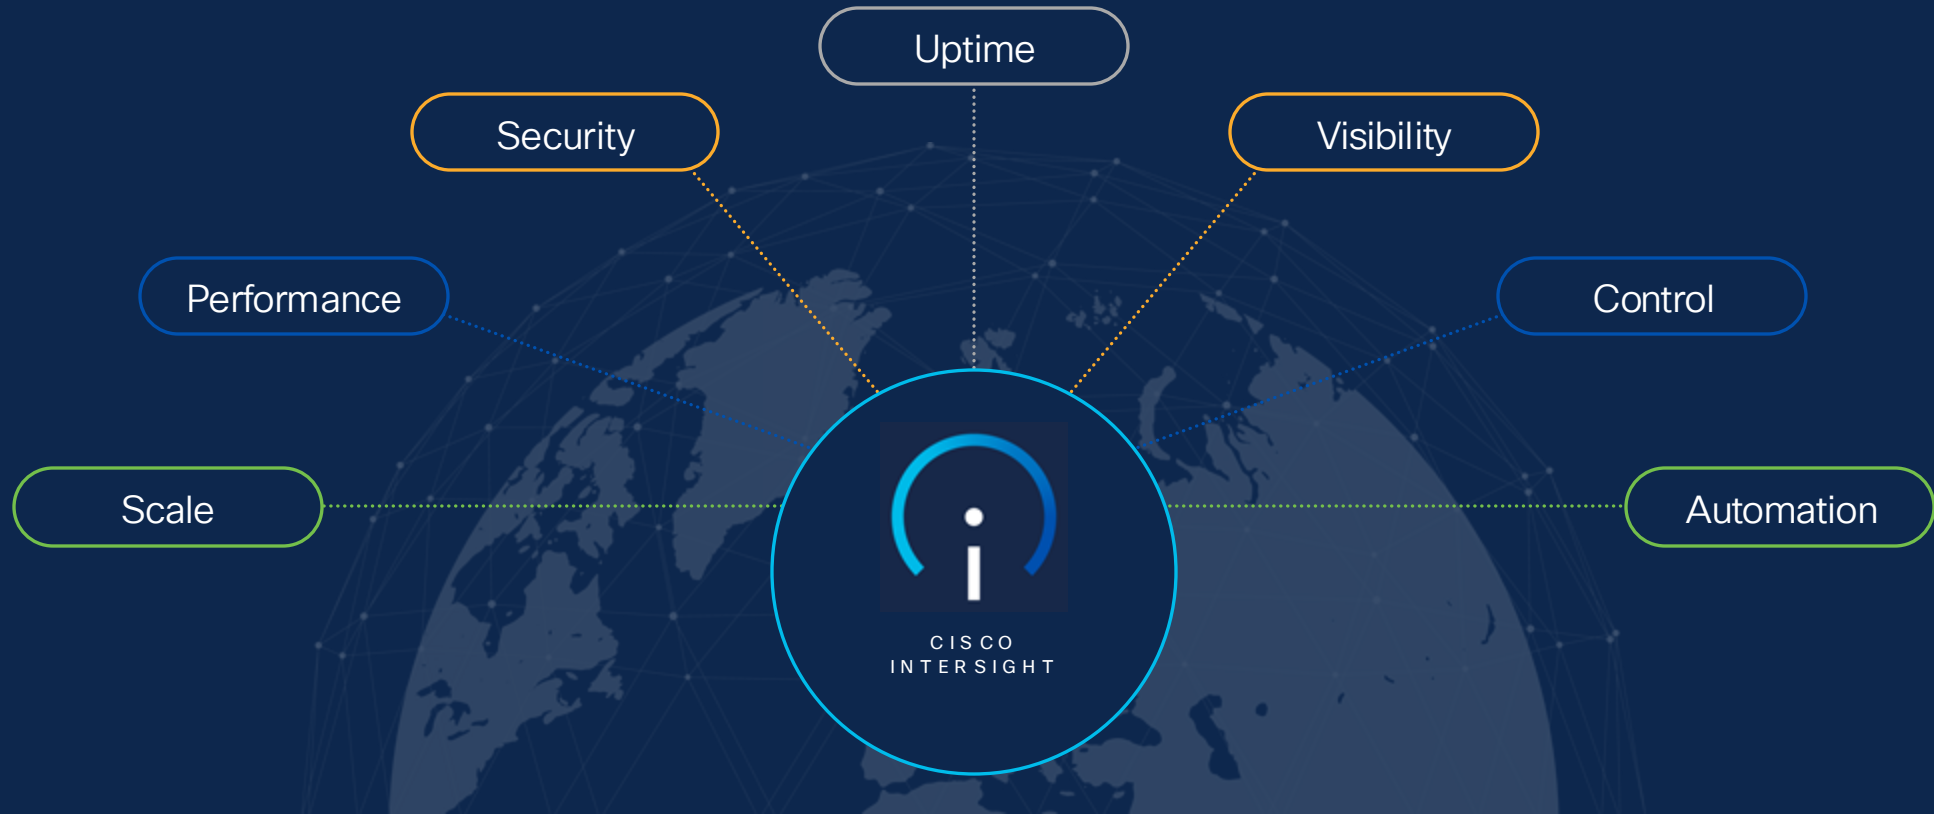 Uptime
Security
Visibility
Performance
Control
Scale
Automation
CISCO
INTERSIGHT